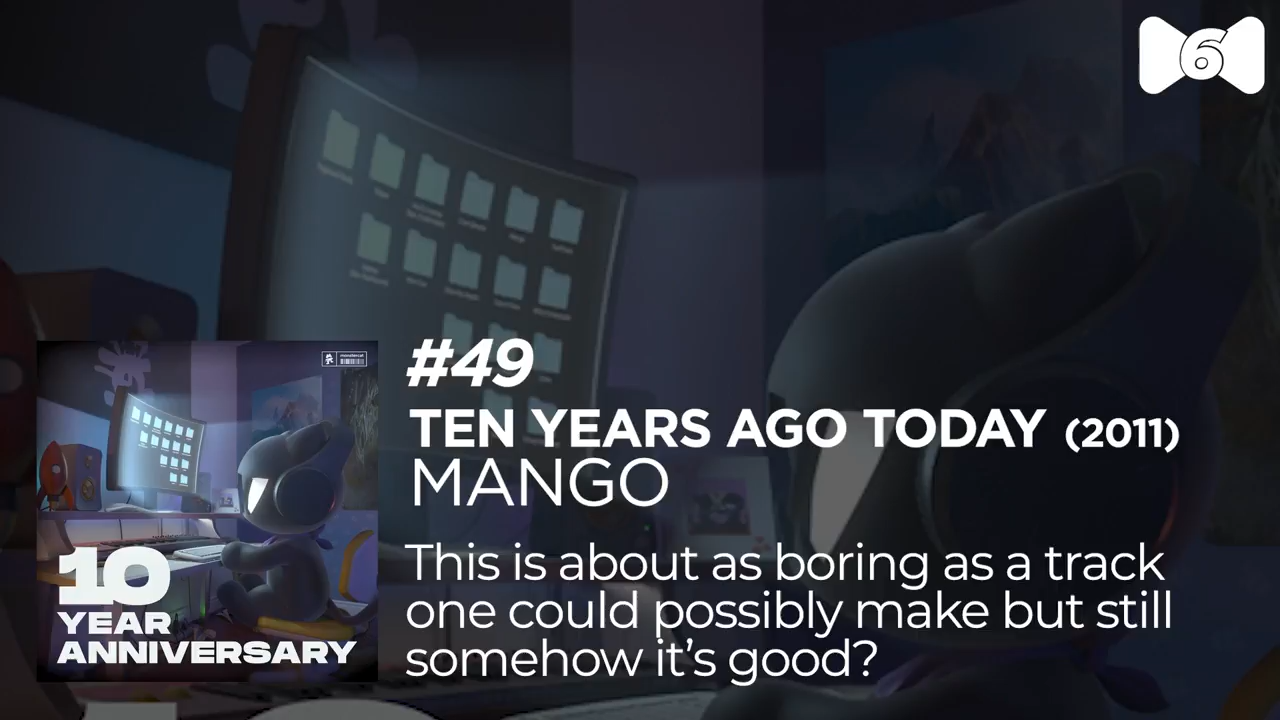 6
#49
TEN YEARS AGO TODAY (2011)
MANGO
This is about as boring as a track
one could possibly make but still
somehow it's good?
monstercat
10
YEAR
ANNIVERSARY